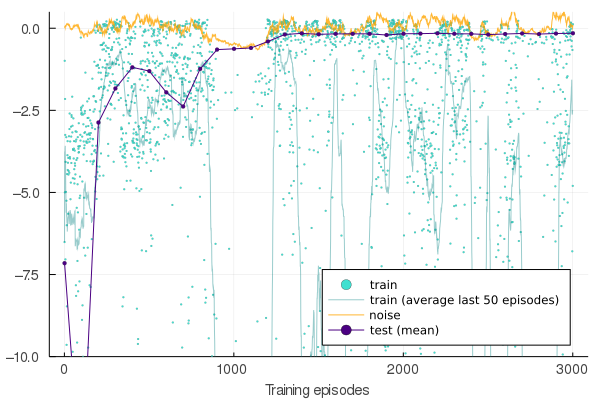 0.0
−2.5
−5.0
−7.5
−10.0
train
train (average last 50 episodes)
noise
test (mean)
0
1000
2000
3000
Training episodes